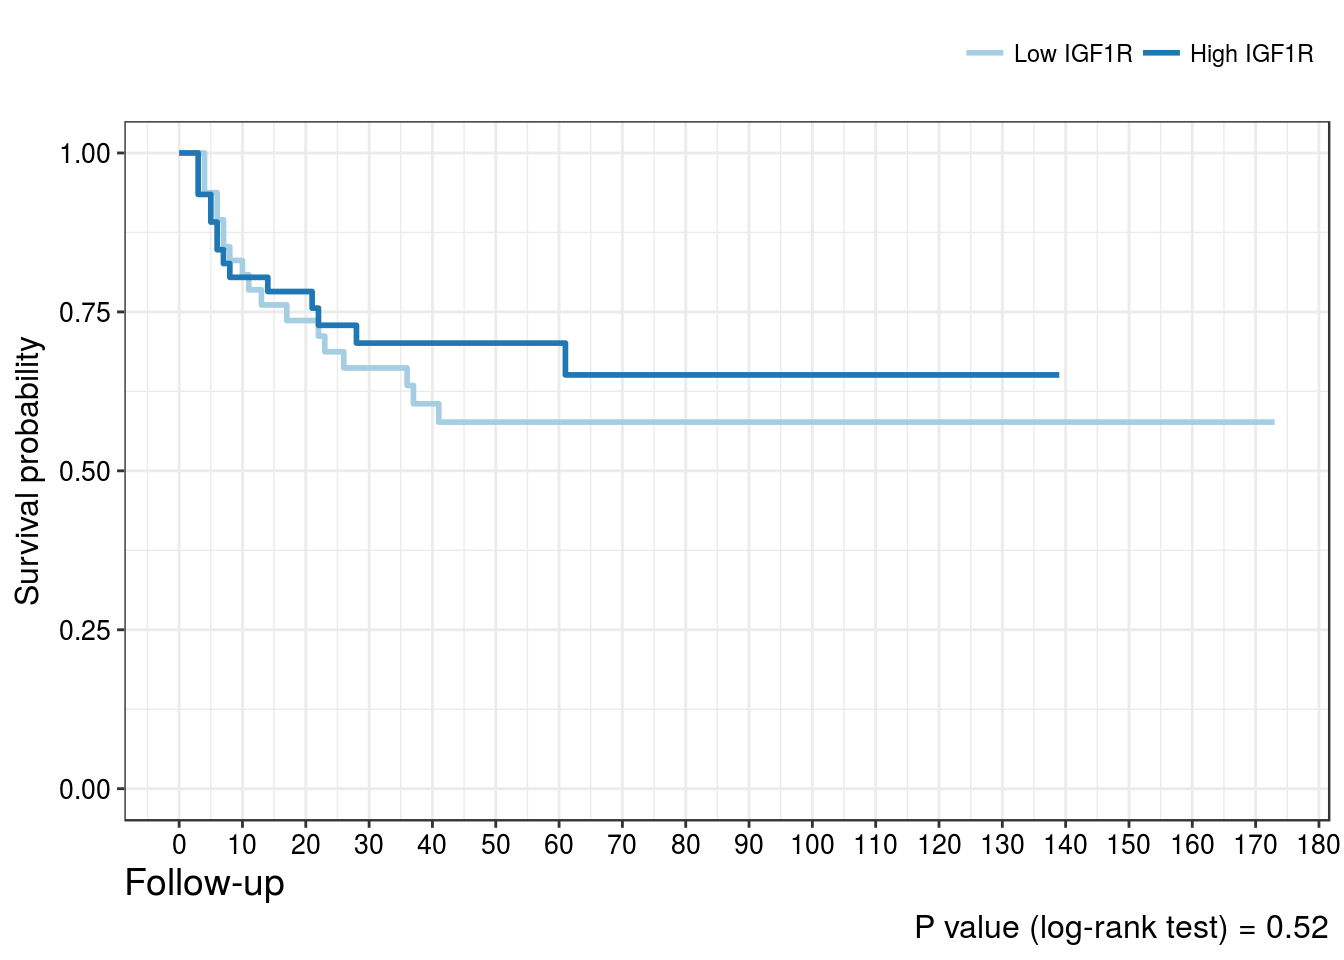 Low IGF1R High IGF1R
1.00
0.75
0.50
0.25
0.00
Survival probability
0 10 20 30 40 50 60 70 80 90 100 110 120 130 140 150 160 170 180
Follow-up
P value (log-rank test) = 0.52